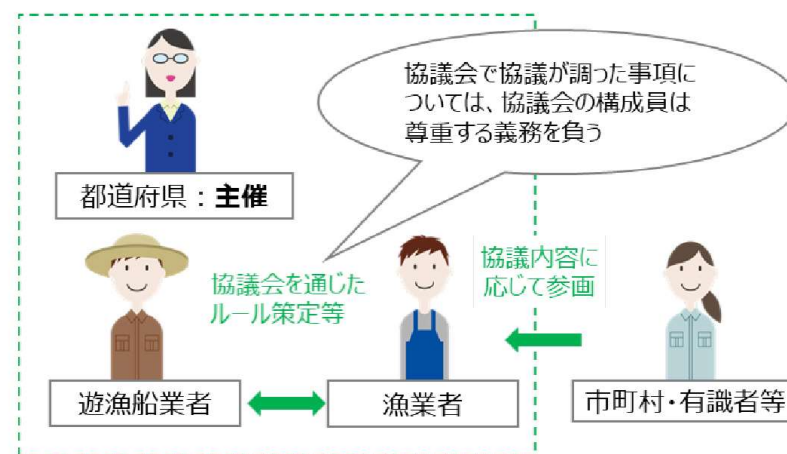 協議会で協議が調った事項に
ついては、協議会の構成員は
尊重する義務を負う
都道府県：主催
協議会を通じた
ルール策定等
協議内容に
応じて参画
遊漁船業者
漁業者
市町村・有識者等